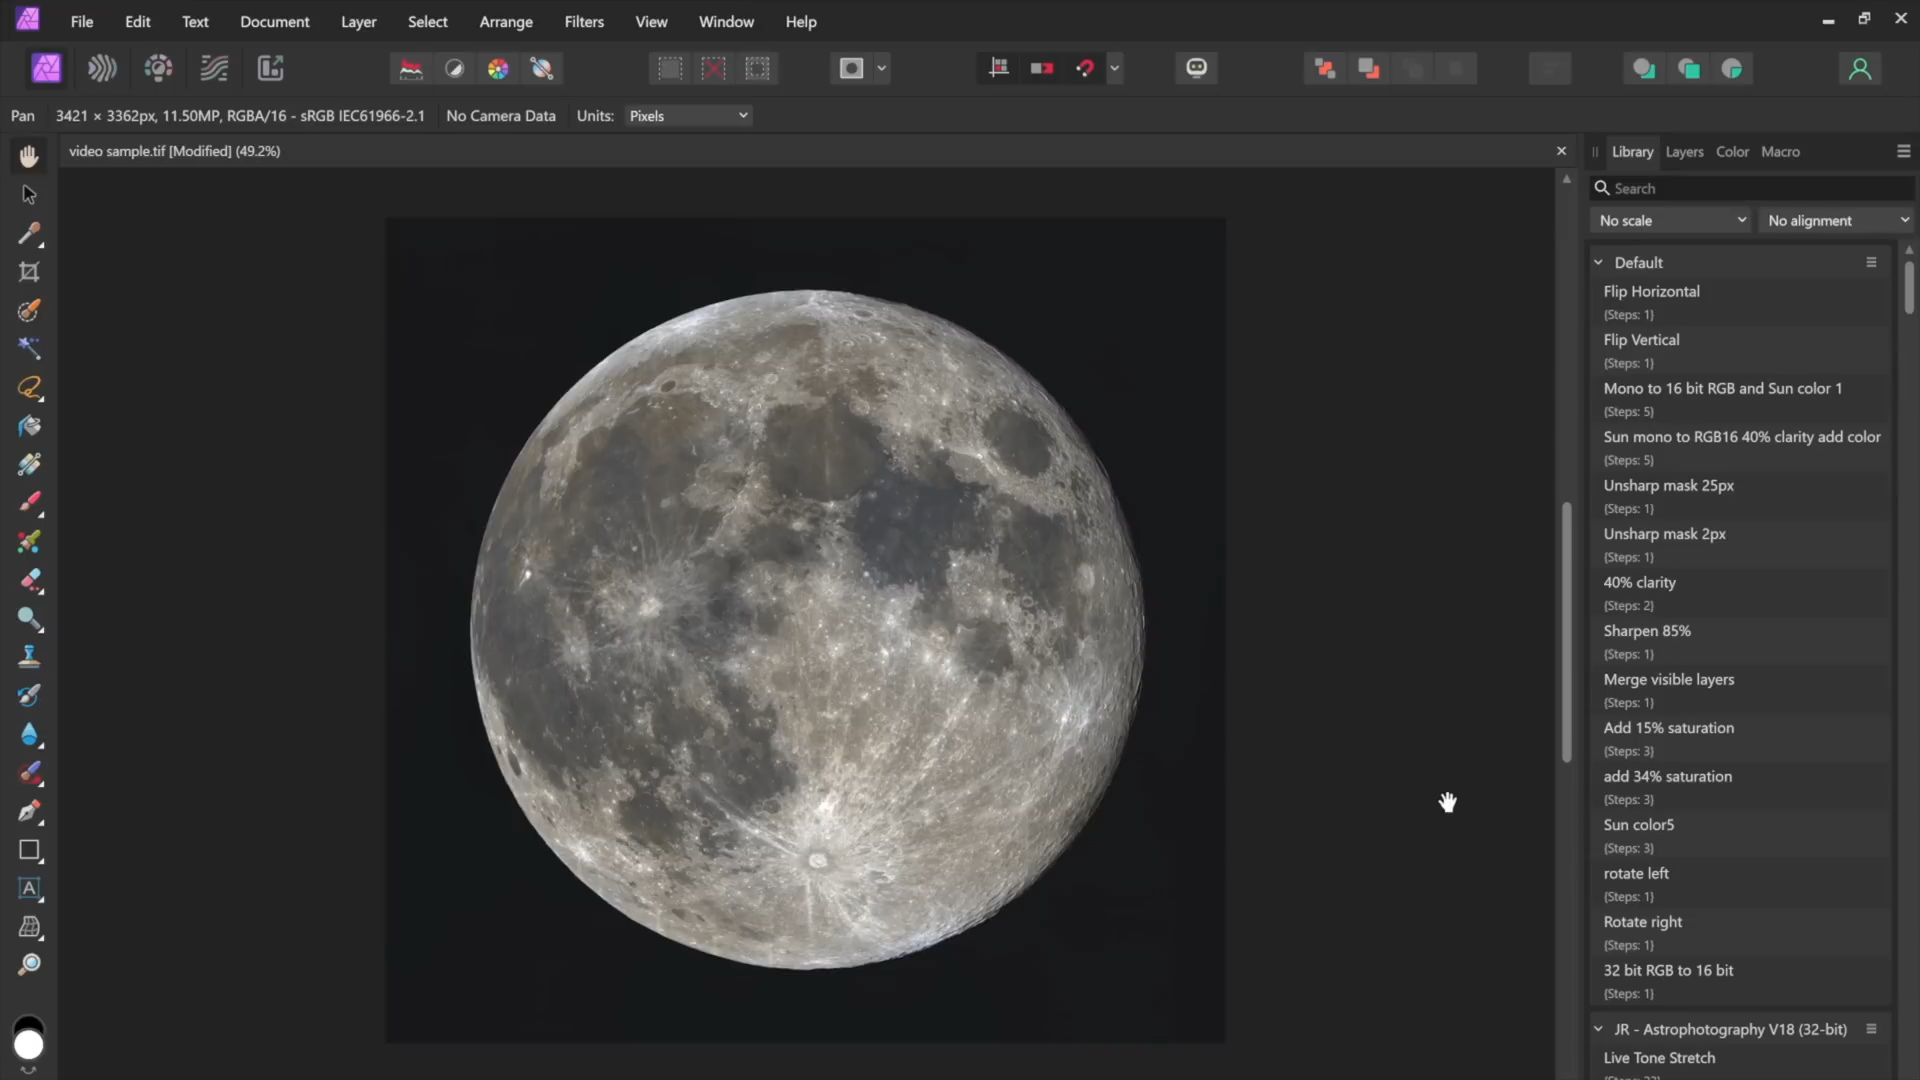 File Edit Text Document Layer Select Arrange Filters View Window Help
Pan 3421 × 3362px, 11.50MP, RGBA/16 - sRGB IEC61966-2.1 No Camera Data Units: Pixels
video sample.tif [Modified] (49.2%)
Library Layers Color Macro
Search
No scale No alignment
Default
Flip Horizontal
(Steps: 1)
Flip Vertical
(Steps: 1)
Mono to 16 bit RGB and Sun color 1
(Steps: 5)
Sun mono to RGB16 40% clarity add color
(Steps: 5)
Unsharp mask 25px
(Steps: 1)
Unsharp mask 2px
(Steps: 1)
40% clarity
(Steps: 2)
Sharpen 85%
(Steps: 1)
Merge visible layers
(Steps: 1)
Add 15% saturation
(Steps: 3)
add 34% saturation
(Steps: 3)
Sun color5
(Steps: 3)
rotate left
(Steps: 1)
Rotate right
(Steps: 1)
32 bit RGB to 16 bit
(Steps: 1)
JR - Astrophotography V18 (32-bit)
Live Tone Stretch